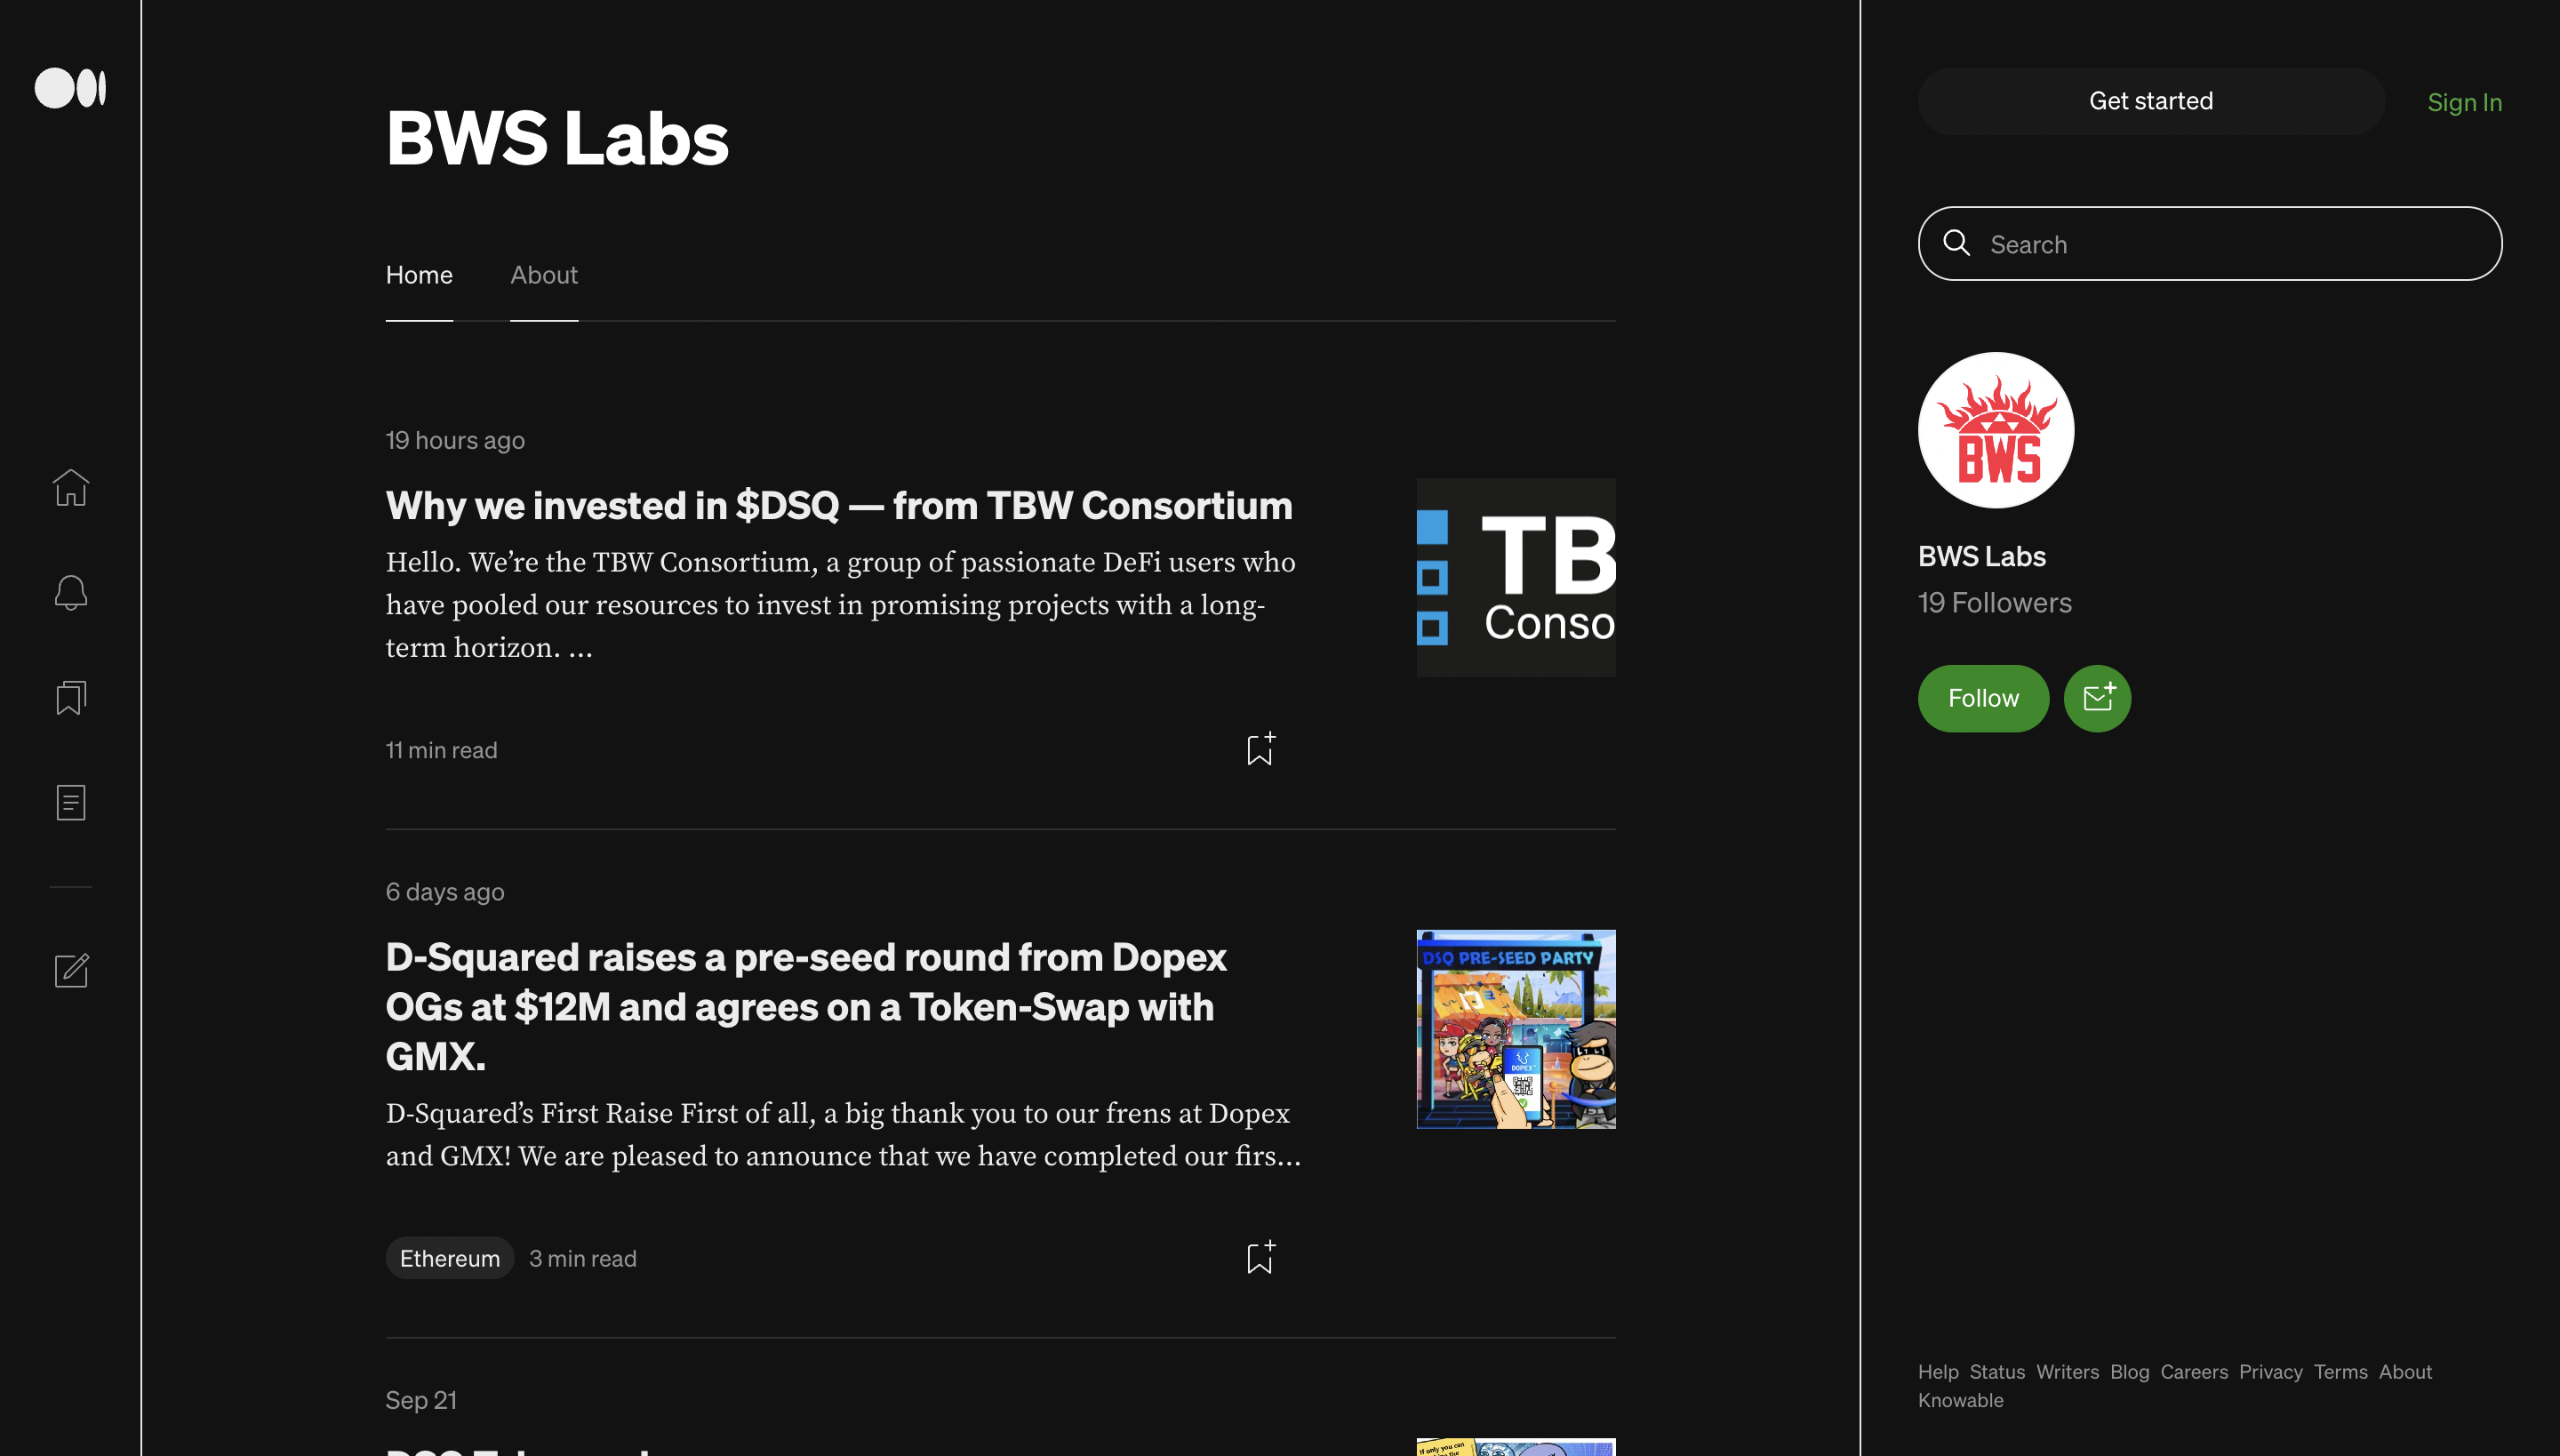 BWS Labs
Home
About
19 hours ago
Why we invested in $DSQ — from TBW Consortium
Hello. We’re the TBW Consortium, a group of passionate DeFi users who
have pooled our resources to invest in promising projects with a long-
term horizon. …
11 min read
TB
Conso
6 days ago
D-Squared raises a pre-seed round from Dopex
OGs at $12M and agrees on a Token-Swap with
GMX.
D-Squared’s First Raise First of all, a big thank you to our frens at Dopex
and GMX! We are pleased to announce that we have completed our firs…
Ethereum
3 min read
DSQ PRE-SEED PARTY
DOPEX
Sep 21
If only you can
Get started
Sign In
Search
BWS
BWS Labs
19 Followers
Follow
Help Status Writers Blog Careers Privacy Terms About
Knowable